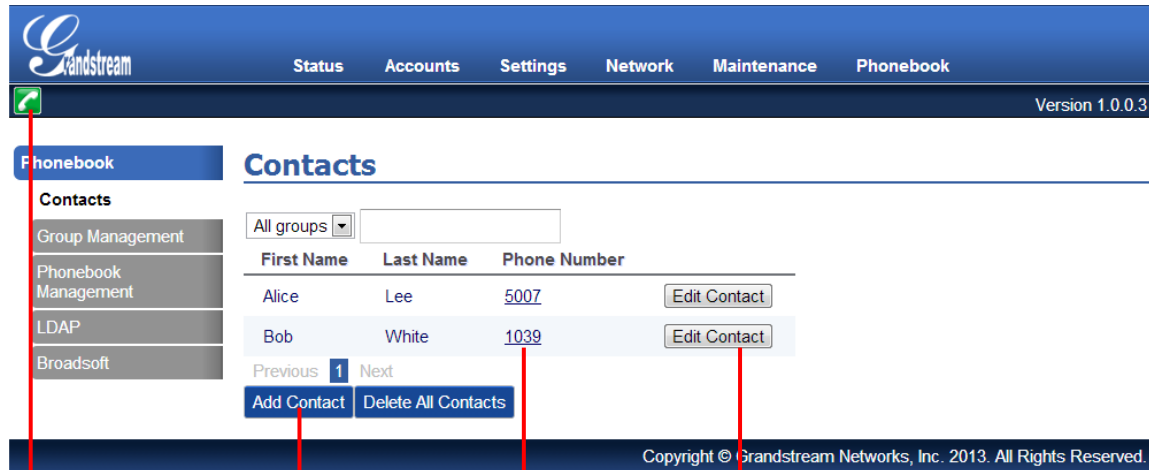 Grandstream
Status Accounts Settings Network Maintenance Phonebook
Version 1.0.0.3
Phonebook
Contacts
Group Management
Phonebook
Management
LDAP
Broadsoft
Contacts
All groups
First Name Last Name Phone Number
Alice Lee 5007 Edit Contact
Bob White 1039 Edit Contact
Previous 1 Next
Add Contact Delete All Contacts
Copyright © Grandstream Networks, Inc. 2013. All Rights Reserved.